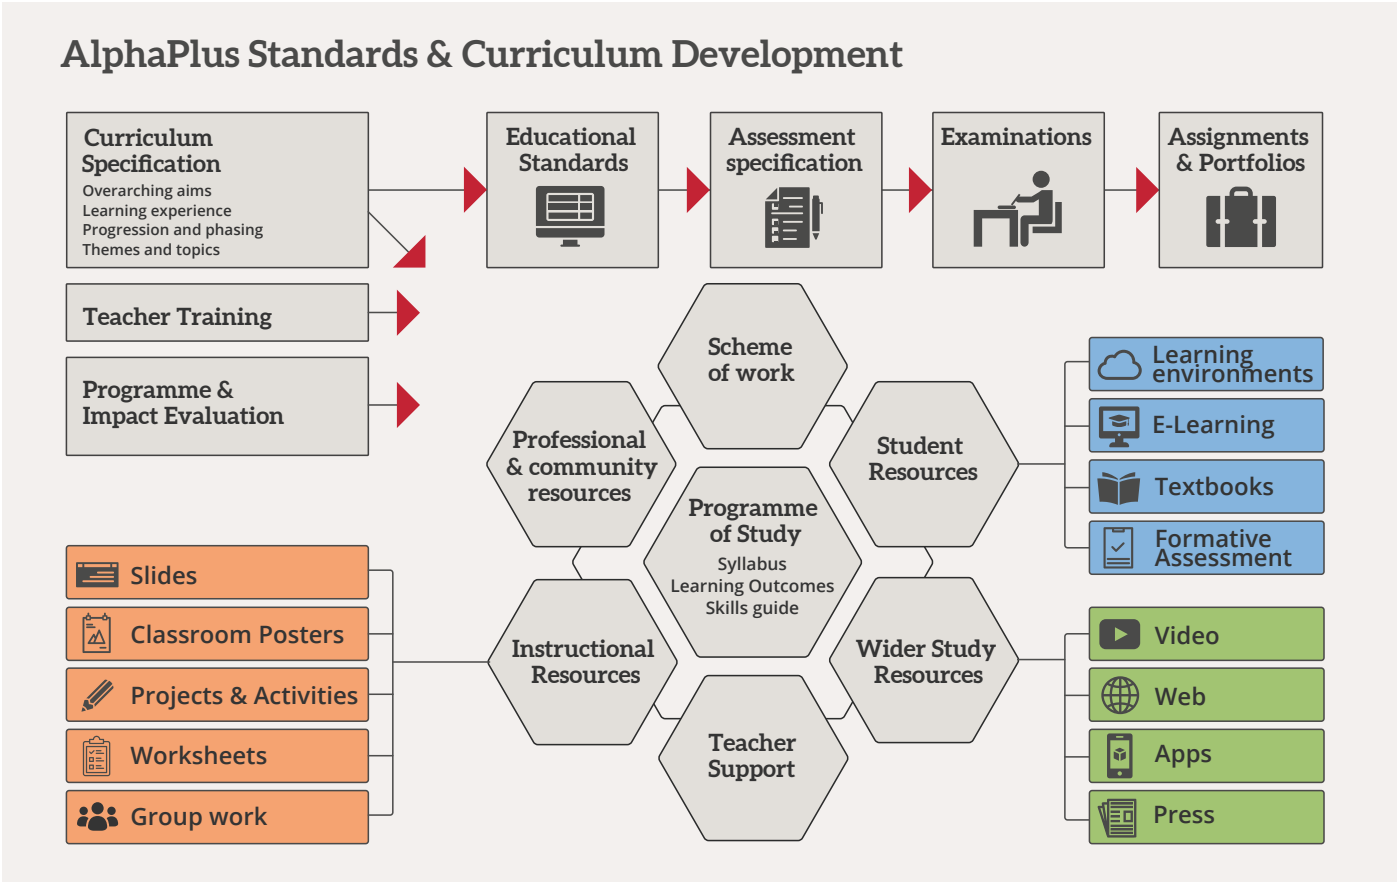 AlphaPlus Standards & Curriculum Development
Curriculum
Specification
Overarching aims
Learning experience
Progression and phasing
Themes and topics
Educational
Standards
Assessment
specification
Examinations
Assignments
& Portfolios
Teacher Training
Programme &
Impact Evaluation
Scheme
of work
Professional
& community
resources
Student
Resources
Programme
of Study
Syllabus
Learning Outcomes
Skills guide
Instructional
Resources
Wider Study
Resources
Teacher
Support
Learning
environments
E-Learning
Textbooks
Formative
Assessment
Slides
Classroom Posters
Projects & Activities
Worksheets
Group work
Video
Web
Apps
Press